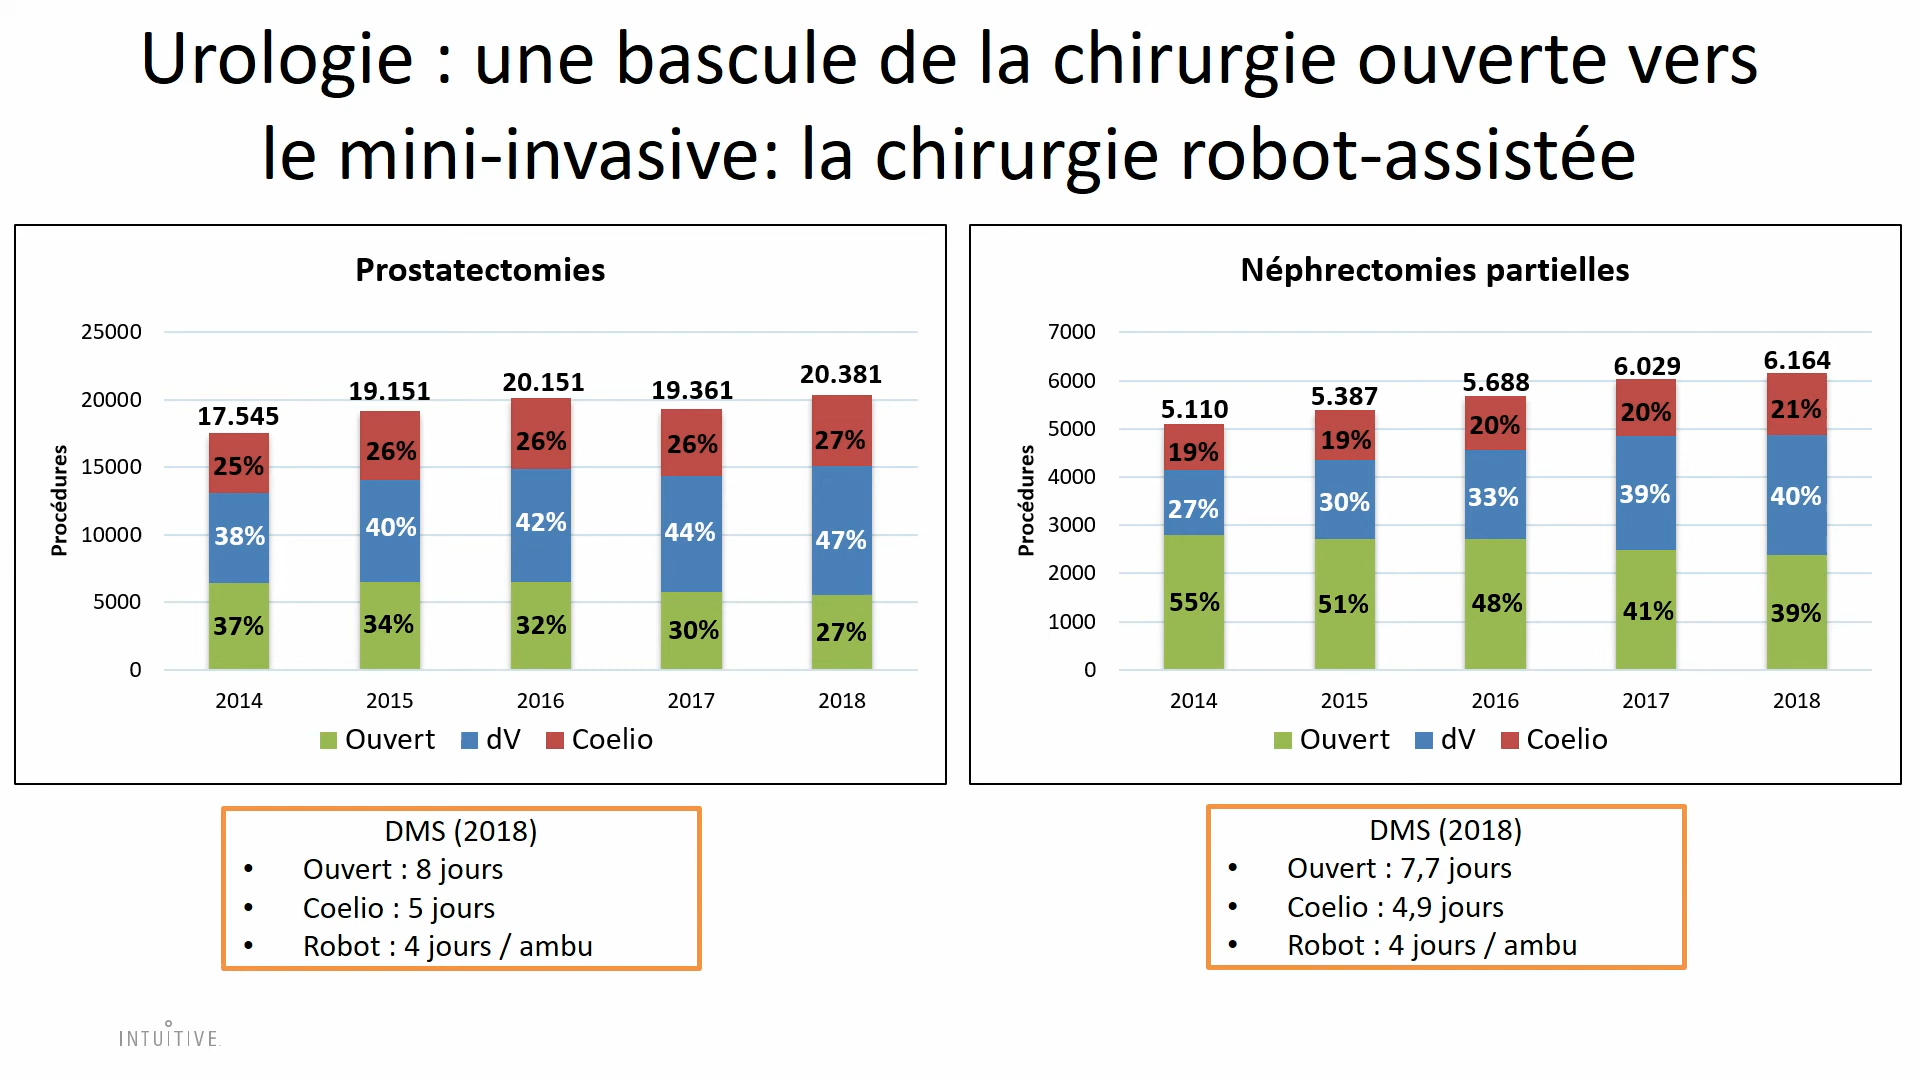 Urologie : une bascule de la chirurgie ouverte vers
le mini-invasive: la chirurgie robot-assistée
Prostatectomies
Procédures
25000
20000
15000
10000
5000
0
17.545
19.151
20.151
19.361
20.381
25%
26%
26%
26%
27%
38%
40%
42%
44%
47%
37%
34%
32%
30%
27%
2014 2015 2016 2017 2018
Ouvert dV Coelio
Néphrectomies partielles
Procédures
7000
6000
5000
4000
3000
2000
1000
0
5.110
5.387
5.688
6.029
6.164
19%
19%
20%
20%
21%
27%
30%
33%
39%
40%
55%
51%
48%
41%
39%
2014 2015 2016 2017 2018
Ouvert dV Coelio
DMS (2018)
• Ouvert : 8 jours
• Coelio : 5 jours
• Robot : 4 jours / ambu
DMS (2018)
• Ouvert : 7,7 jours
• Coelio : 4,9 jours
• Robot : 4 jours / ambu
INTUITIVE